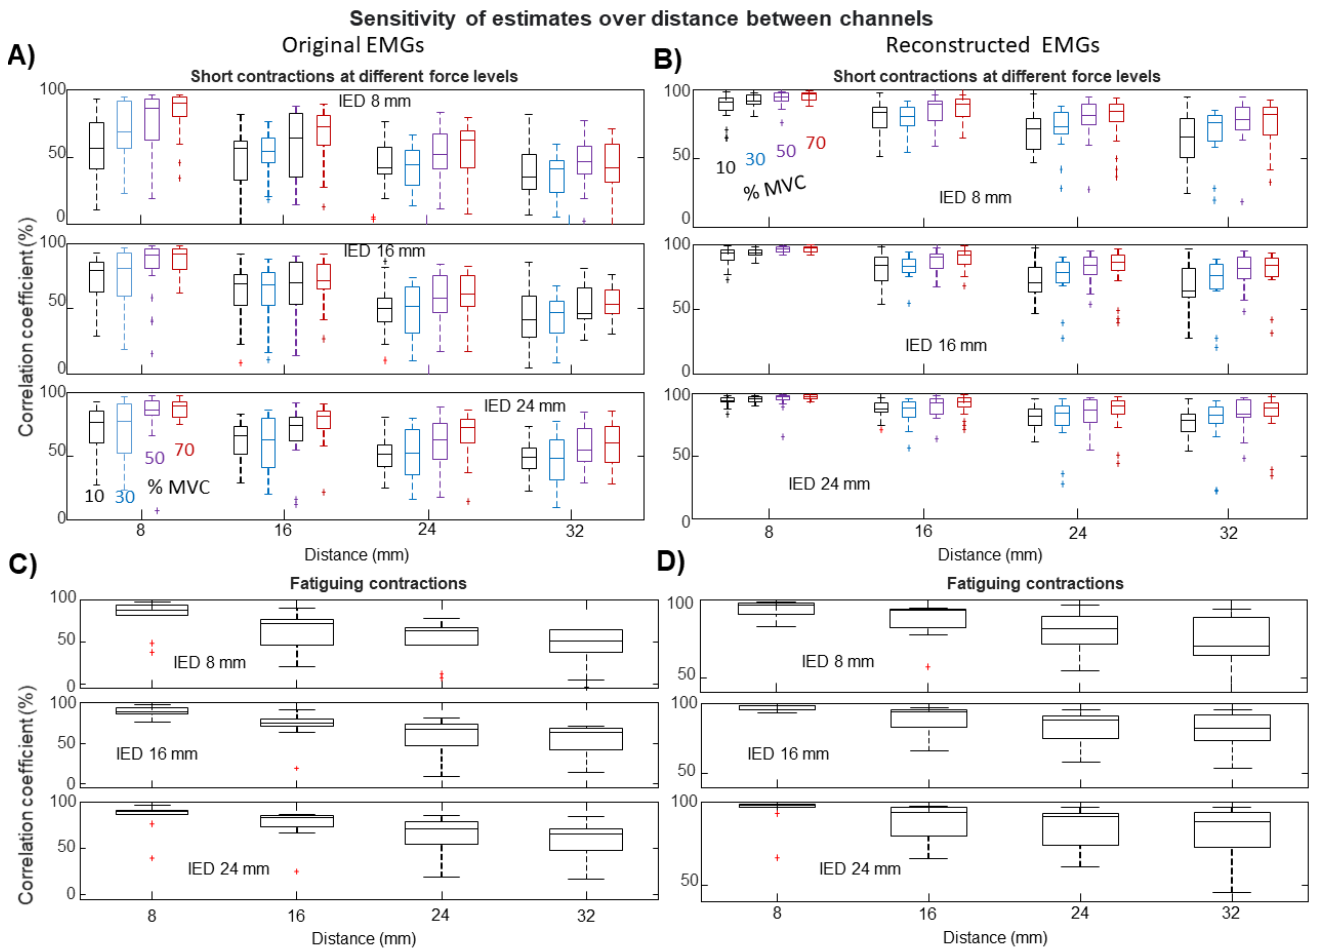 Sensitivity of estimates over distance between channels
Original EMGs
Reconstructed EMGs
A)
Short contractions at different force levels
100
50
0
IED 8 mm
100
50
0
IED 16 mm
100
50
0
IED 24 mm
50
70
10
30
% MVC
8
16
24
32
Distance (mm)
Correlation coefficient (%)
B)
Short contractions at different force levels
100
50
0
10
30
50
70
% MVC
IED 8 mm
100
50
0
IED 16 mm
100
50
0
IED 24 mm
8
16
24
32
Distance (mm)
C)
Fatiguing contractions
100
50
0
IED 8 mm
100
50
0
IED 16 mm
100
50
0
IED 24 mm
8
16
24
32
Distance (mm)
Correlation coefficient (%)
D)
Fatiguing contractions
100
50
IED 8 mm
100
50
IED 16 mm
100
50
IED 24 mm
8
16
24
32
Distance (mm)